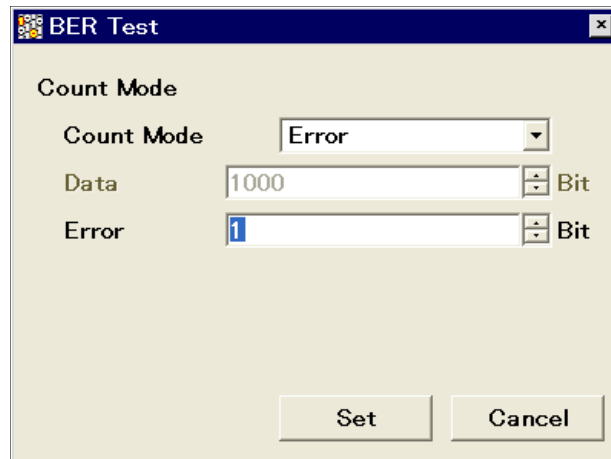 BER Test
Count Mode
Count Mode Error
Data 1000 Bit
Error 1 Bit
Set Cancel